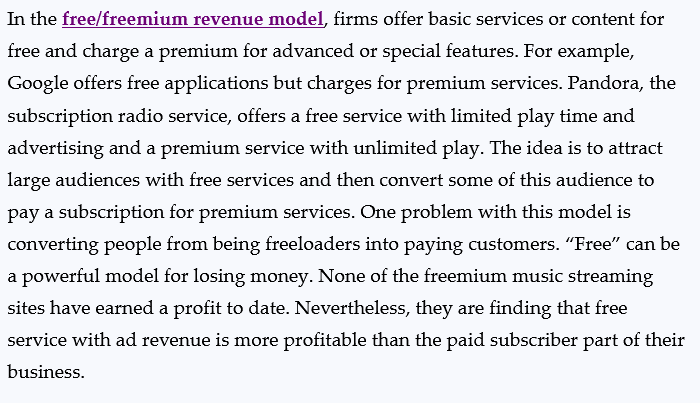 In the free/freemium revenue model, firms offer basic services or content for
free and charge a premium for advanced or special features. For example,
Google offers free applications but charges for premium services. Pandora, the
subscription radio service, offers a free service with limited play time and
advertising and a premium service with unlimited play. The idea is to attract
large audiences with free services and then convert some of this audience to
pay a subscription for premium services. One problem with this model is
converting people from being freeloaders into paying customers. “Free” can be
a powerful model for losing money. None of the freemium music streaming
sites have earned a profit to date. Nevertheless, they are finding that free
service with ad revenue is more profitable than the paid subscriber part of their
business.